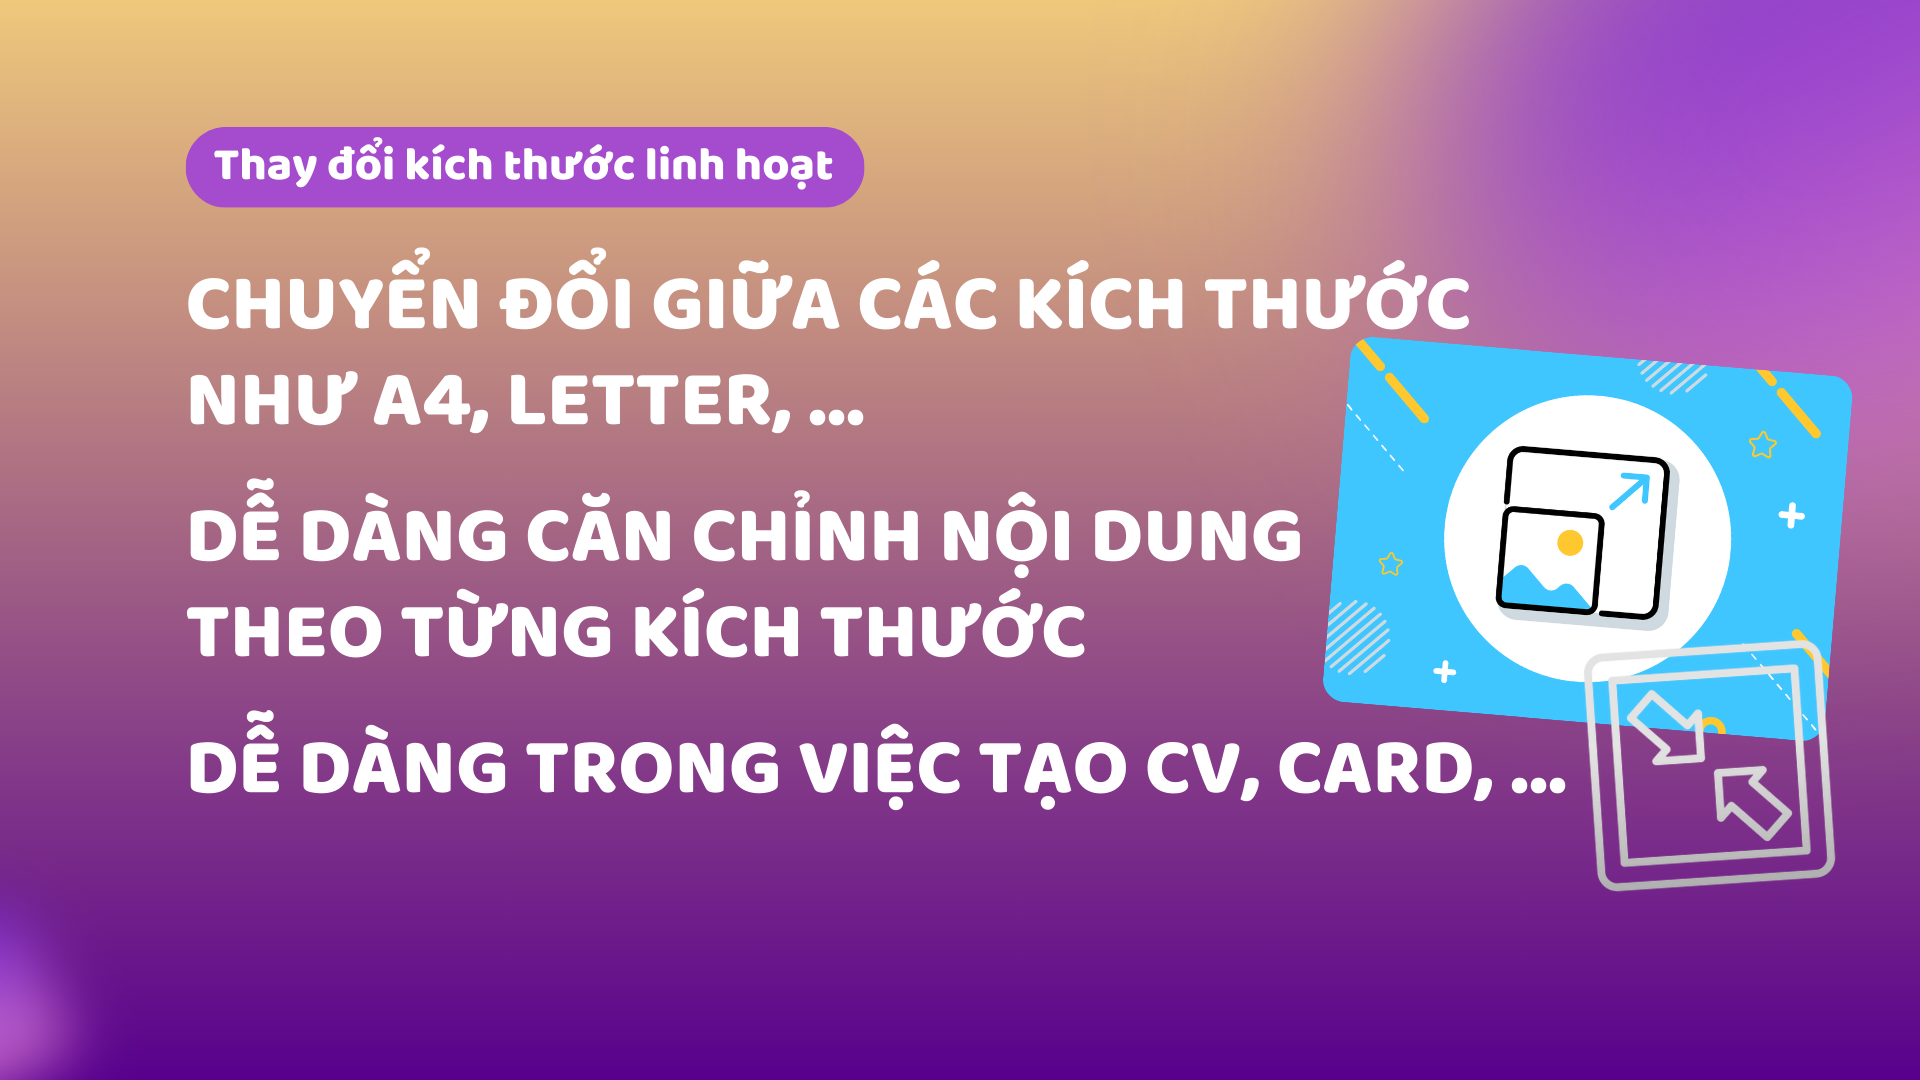 Thay đổi kích thước linh hoạt
CHUYỂN ĐỔI GIỮA CÁC KÍCH THƯỚC
NHƯ A4, LETTER, ...
DỄ DÀNG CĂN CHỈNH NỘI DUNG
THEO TỪNG KÍCH THƯỚC
DỄ DÀNG TRONG VIỆC TẠO CV, CARD, ...